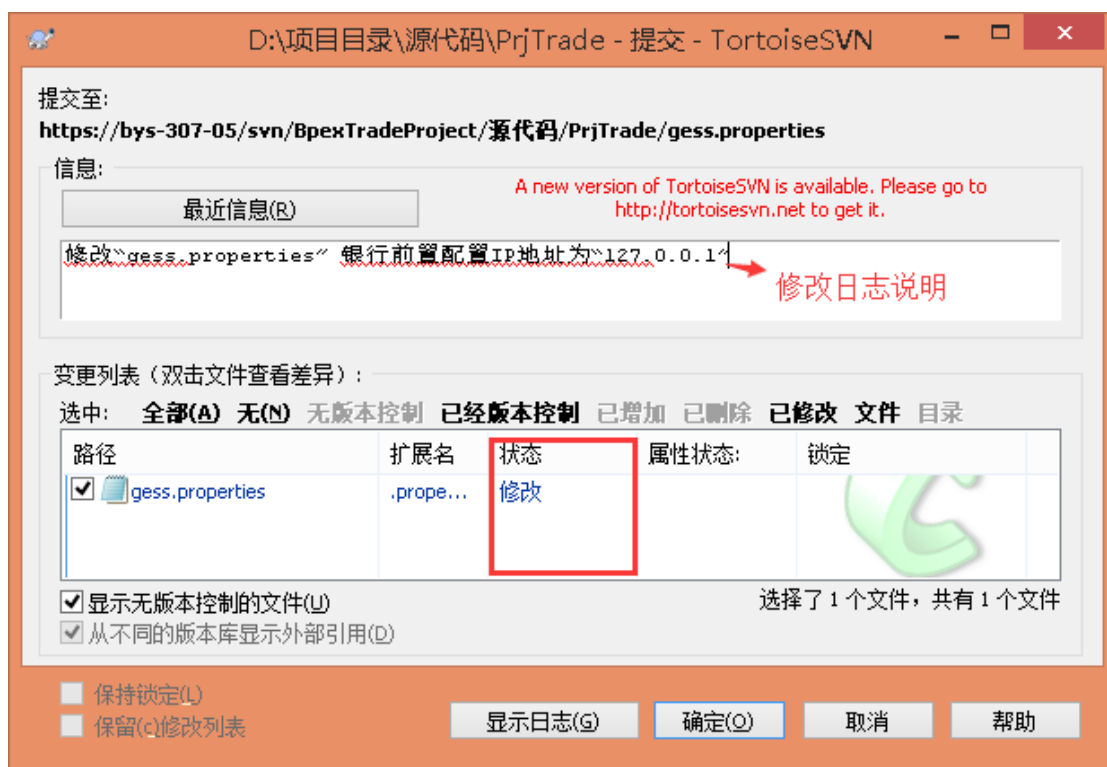 D:\项目目录\源代码\PrjTrade - 提交 - TortoiseSVN
提交至:
https://bys-307-05/svn/BpexTradeProject/源代码/PrjTrade/gess.properties
信息:
最近信息(R)
A new version of TortoiseSVN is available. Please go to
http://tortoisesvn.net to get it.
修改“gess.properties” 银行前置配置IP地址为“127.0.0.1”
修改日志说明
变更列表（双击文件查看差异）:
选中: 全部(A) 无(N) 无版本控制 已经版本控制 已增加 已删除 已修改 文件 目录
路径 扩展名 状态 属性状态: 锁定
gess.properties .prope... 修改
显示无版本控制的文件(U) 选择了 1 个文件，共有 1 个文件
从不同的版本库显示外部引用(D)
保持锁定(L)
保留(c)修改列表
显示日志(G) 确定(O) 取消 帮助